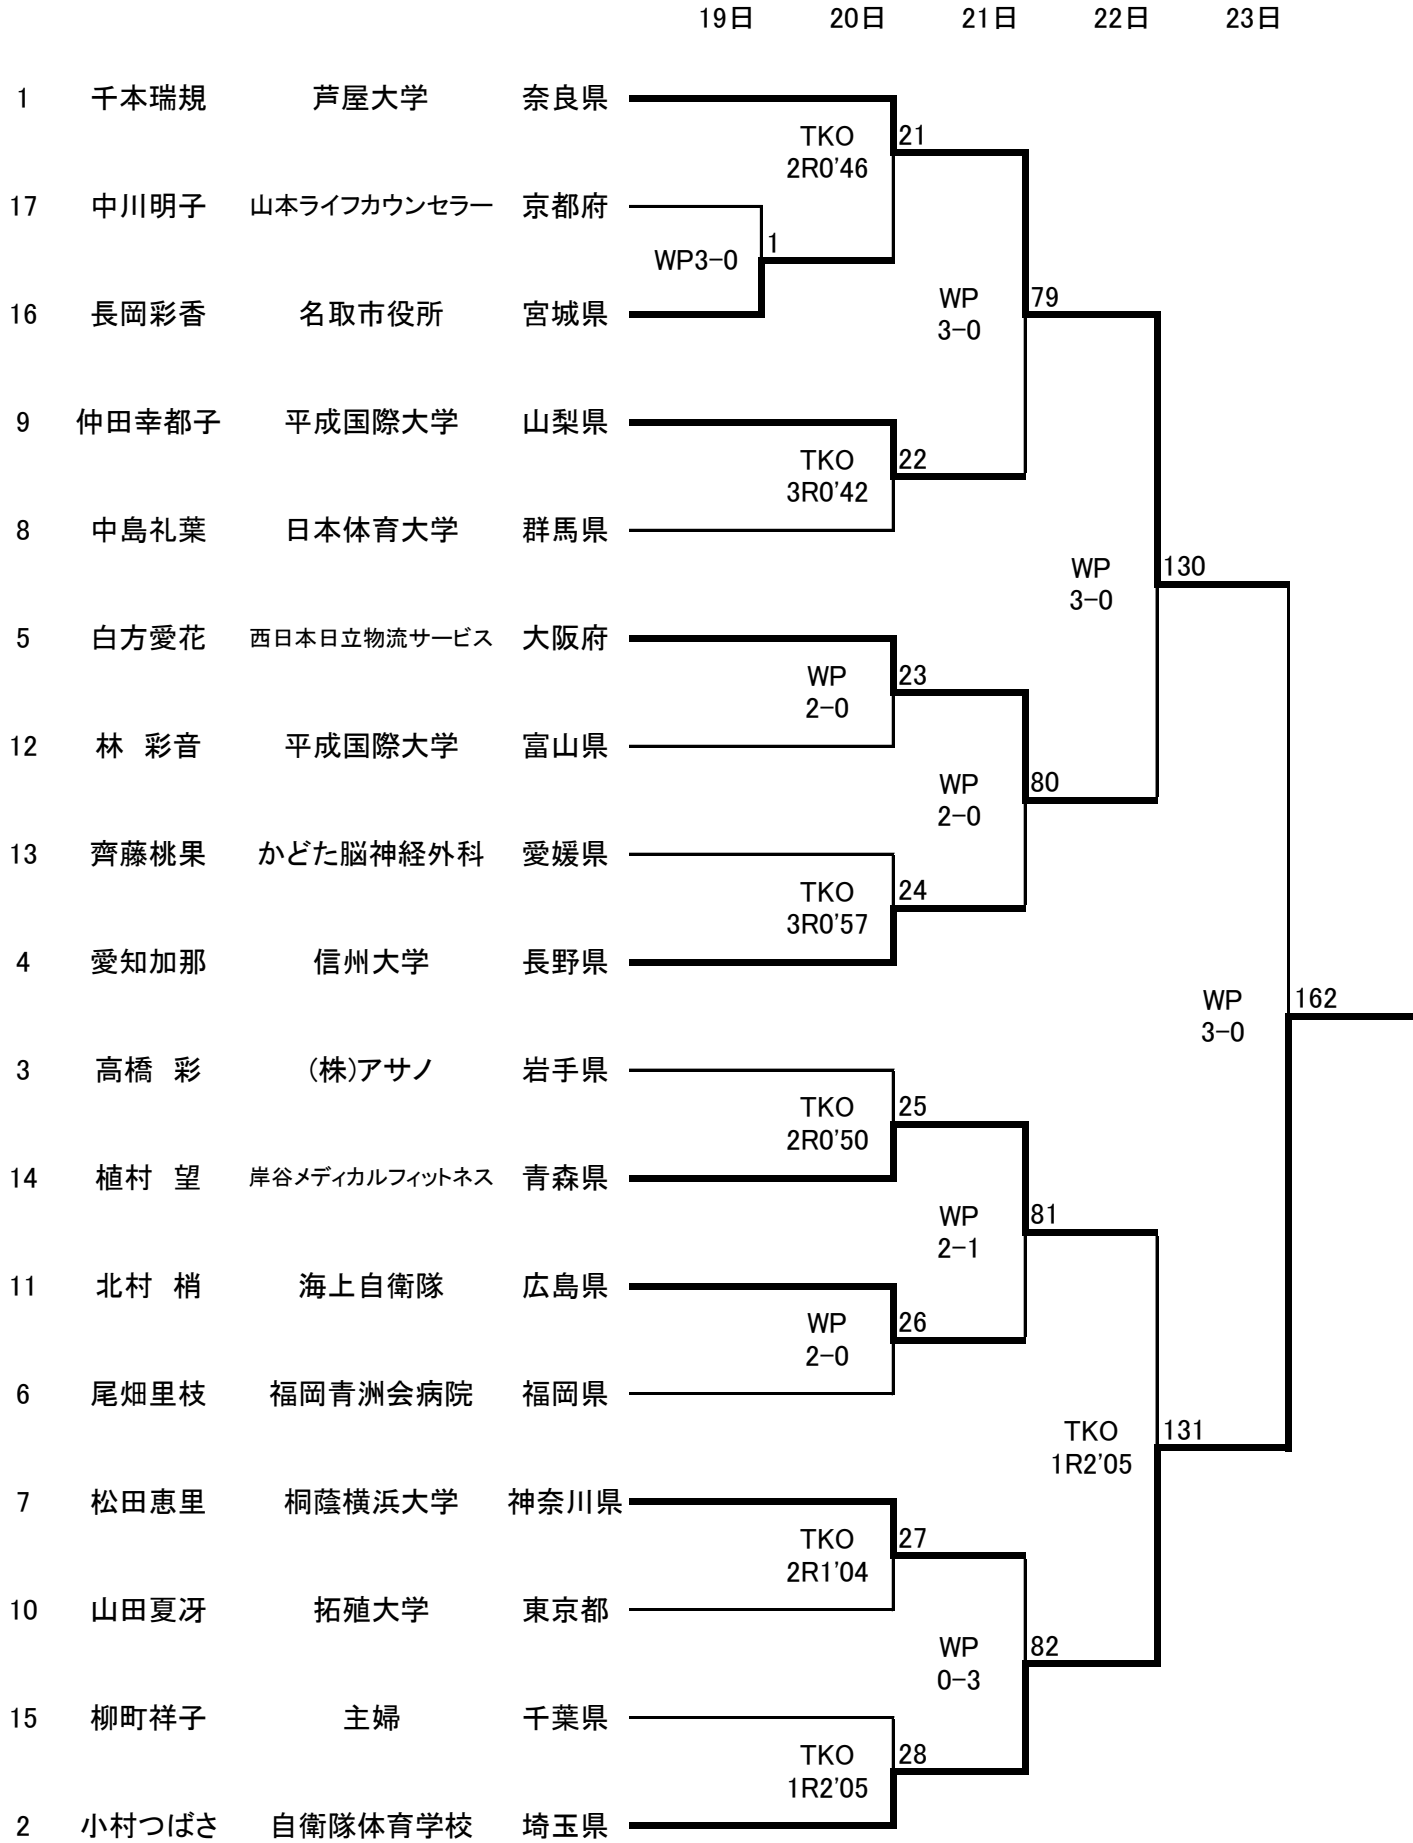 19日 20日 21日 22日 23日
1 千本瑞規 芦屋大学 奈良県
TKO 21
2R0'46
17 中川明子 山本ライフカウンセラー 京都府
1
WP3-0
16 長岡彩香 名取市役所 宮城県
WP 79
3-0
9 仲田幸都子 平成国際大学 山梨県
TKO 22
3R0'42
8 中島礼葉 日本体育大学 群馬県
WP 130
3-0
5 白方愛花 西日本日立物流サービス 大阪府
WP 23
2-0
12 林 彩音 平成国際大学 富山県
WP 80
2-0
13 齊藤桃果 かどた脳神経外科 愛媛県
TKO 24
3R0'57
4 愛知加那 信州大学 長野県
WP 162
3-0
3 高橋 彩 (株)アサノ 岩手県
TKO 25
2R0'50
14 植村 望 岸谷メディカルフィットネス 青森県
WP 81
2-1
11 北村 梢 海上自衛隊 広島県
WP 26
2-0
6 尾畑里枝 福岡青洲会病院 福岡県
TKO 131
1R2'05
7 松田恵里 桐蔭横浜大学 神奈川県
TKO 27
2R1'04
10 山田夏冴 拓殖大学 東京都
WP 82
0-3
15 柳町祥子 主婦 千葉県
TKO 28
1R2'05
2 小村つばさ 自衛隊体育学校 埼玉県